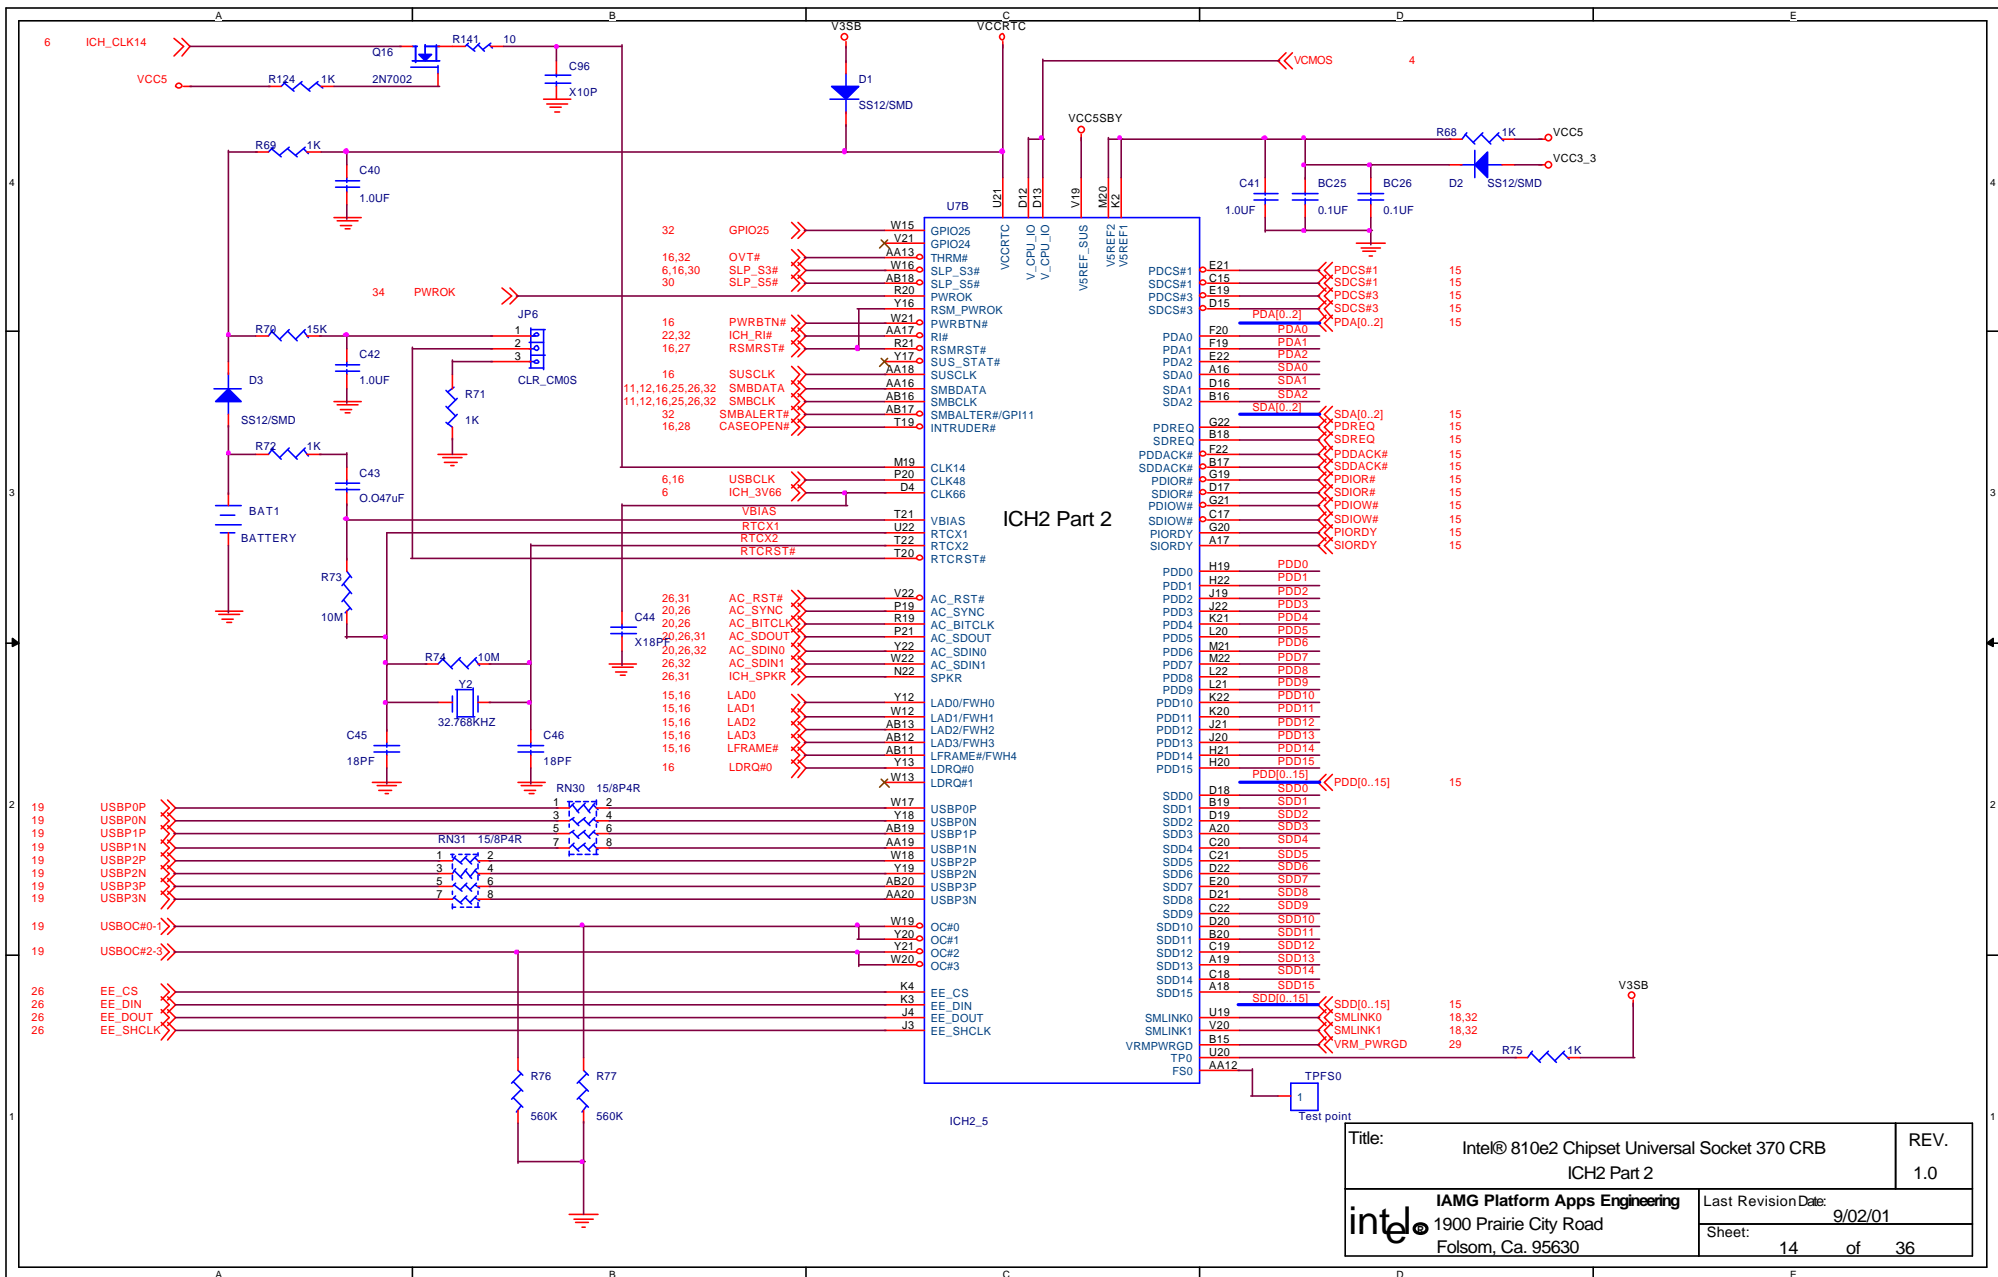 A B C D E
6 ICH_CLK14
Q16
R141 10
V3SB
VCCRTC
VCMOS 4
VCC5
R124 1K
2N7002
C96
X10P
D1
SS12/SMD
VCC5SBY
R68 1K
VCC5
VCC3_3
D2 SS12/SMD
R69 1K
C40
1.0UF
C41
1.0UF
BC25
0.1UF
BC26
0.1UF
4 4
U21
D12
D13
V19
M20
K2
U7B
VCCRTC
V_CPU_IO
V_CPU_IO
V5REF_SUS
V5REF2
V5REF1
32 GPIO25 W15 GPIO25
V21 GPIO24
16,32 OVT# AA13 THRM#
6,16,30 SLP_S3# W16 SLP_S3#
30 SLP_S5# AB18 SLP_S5#
34 PWROK R20 PWROK
Y16 RSM_PWROK
16 PWRBTN# W21 PWRBTN#
22,32 ICH_RI# AA17 RI#
16,27 RSMRST# R21 RSMRST#
Y17 SUS_STAT#
16 SUSCLK AA18 SUSCLK
11,12,16,25,26,32 SMBDATA AA16 SMBDATA
11,12,16,25,26,32 SMBCLK AB16 SMBCLK
32 SMBALERT# AB17 SMBALTER#/GPI11
16,28 CASEOPEN# T19 INTRUDER#
JP6
1
2
3
CLR_CM0S
R70 15K
C42
1.0UF
R71
1K
D3
SS12/SMD
R72 1K
C43
O.O47uF
BAT1
BATTERY
R73
10M
3 3
M19 CLK14
6,16 USBCLK P20 CLK48
6 ICH_3V66 D4 CLK66
VBIAS T21 VBIAS
RTCX1 U22 RTCX1
RTCX2 T22 RTCX2
RTCRST# T20 RTCRST#
ICH2 Part 2
26,31 AC_RST# V22 AC_RST#
20,26 AC_SYNC P19 AC_SYNC
20,26 AC_BITCLK R19 AC_BITCLK
20,26,31 AC_SDOUT P21 AC_SDOUT
20,26,32 AC_SDIN0 Y22 AC_SDIN0
26,32 AC_SDIN1 W22 AC_SDIN1
26,31 ICH_SPKR N22 SPKR
C44
X18PF
R74 10M
Y2
32.768KHZ
C45
18PF
C46
18PF
15,16 LAD0 Y12 LAD0/FWH0
15,16 LAD1 W12 LAD1/FWH1
15,16 LAD2 AB13 LAD2/FWH2
15,16 LAD3 AB12 LAD3/FWH3
15,16 LFRAME# AB11 LFRAME#/FWH4
16 LDRQ#0 Y13 LDRQ#0
W13 LDRQ#1
RN30 15/8P4R
1 2
3 4
5 6
7 8
RN31 15/8P4R
1 2
3 4
5 6
7 8
2 2
19 USBP0P W17 USBP0P
19 USBP0N Y18 USBP0N
19 USBP1P AB19 USBP1P
19 USBP1N AA19 USBP1N
19 USBP2P W18 USBP2P
19 USBP2N Y19 USBP2N
19 USBP3P AB20 USBP3P
19 USBP3N AA20 USBP3N
19 USBOC#0-1 W19 OC#0
Y20 OC#1
19 USBOC#2-3 Y21 OC#2
W20 OC#3
26 EE_CS K4 EE_CS
26 EE_DIN K3 EE_DIN
26 EE_DOUT J4 EE_DOUT
26 EE_SHCLK J3 EE_SHCLK
R76
560K
R77
560K
ICH2_5
PDCS#1 E21 PDCS#1 15
SDCS#1 C15 SDCS#1 15
PDCS#3 E19 PDCS#3 15
SDCS#3 D15 SDCS#3 15
PDA[0..2] PDA[0..2] 15
PDA0 F20 PDA0
PDA1 F19 PDA1
PDA2 E22 PDA2
SDA0 A16 SDA0
SDA1 D16 SDA1
SDA2 B16 SDA2
SDA[0..2] SDA[0..2] 15
PDREQ G22 PDREQ 15
SDREQ B18 SDREQ 15
PDDACK# F22 PDDACK# 15
SDDACK# B17 SDDACK# 15
PDIOR# G19 PDIOR# 15
SDIOR# D17 SDIOR# 15
PDIOW# G21 PDIOW# 15
SDIOW# C17 SDIOW# 15
PIORDY G20 PIORDY 15
SIORDY A17 SIORDY 15
PDD0 H19 PDD0
PDD1 H22 PDD1
PDD2 J19 PDD2
PDD3 J22 PDD3
PDD4 K21 PDD4
PDD5 L20 PDD5
PDD6 M21 PDD6
PDD7 M22 PDD7
PDD8 L22 PDD8
PDD9 L21 PDD9
PDD10 K22 PDD10
PDD11 K20 PDD11
PDD12 J21 PDD12
PDD13 J20 PDD13
PDD14 H21 PDD14
PDD15 H20 PDD15
PDD[0..15] PDD[0..15] 15
SDD0 D18 SDD0
SDD1 B19 SDD1
SDD2 D19 SDD2
SDD3 A20 SDD3
SDD4 C20 SDD4
SDD5 C21 SDD5
SDD6 D22 SDD6
SDD7 E20 SDD7
SDD8 D21 SDD8
SDD9 C22 SDD9
SDD10 D20 SDD10
SDD11 B20 SDD11
SDD12 C19 SDD12
SDD13 A19 SDD13
SDD14 C18 SDD14
SDD15 A18 SDD15
SDD[0..15] SDD[0..15] 15
SMLINK0 U19 SMLINK0 18,32
SMLINK1 V20 SMLINK1 18,32
VRMPWRGD B15 VRM_PWRGD 29
TP0 U20
FS0 AA12
R75 1K
V3SB
TPFS0
1
Test point
1 1
Title:
Intel® 810e2 Chipset Universal Socket 370 CRB
ICH2 Part 2
REV.
1.0
intel®
IAMG Platform Apps Engineering
1900 Prairie City Road
Folsom, Ca. 95630
Last Revision Date:
9/02/01
Sheet:
14 of 36
A B C D E